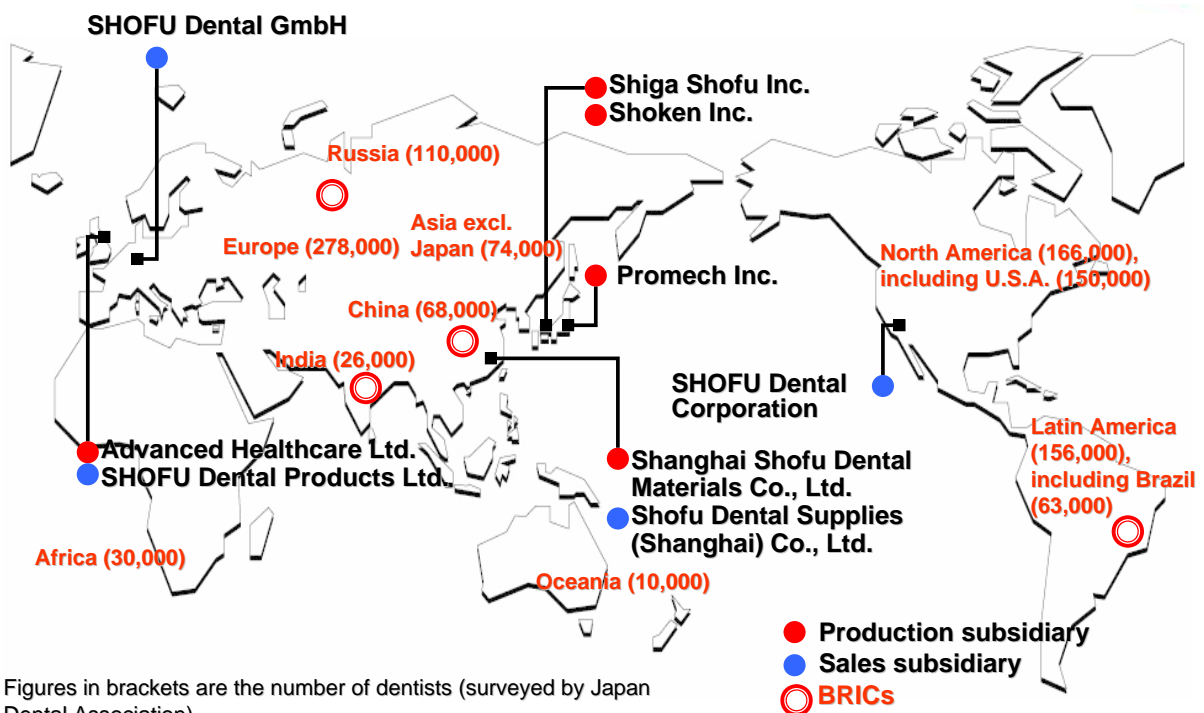 SHOFU Dental GmbH
Shiga Shofu Inc.
Shoken Inc.
Russia (110,000)
Asia excl.
Japan (74,000)
Europe (278,000)
North America (166,000),
including U.S.A. (150,000)
Promech Inc.
China (68,000)
India (26,000)
SHOFU Dental
Corporation
Latin America
(156,000),
including Brazil
(63,000)
Advanced Healthcare Ltd.
SHOFU Dental Products Ltd.
Shanghai Shofu Dental
Materials Co., Ltd.
Shofu Dental Supplies
(Shanghai) Co., Ltd.
Africa (30,000)
Oceania (10,000)
Production subsidiary
Sales subsidiary
BRICs
Figures in brackets are the number of dentists (surveyed by Japan
Dental Association)